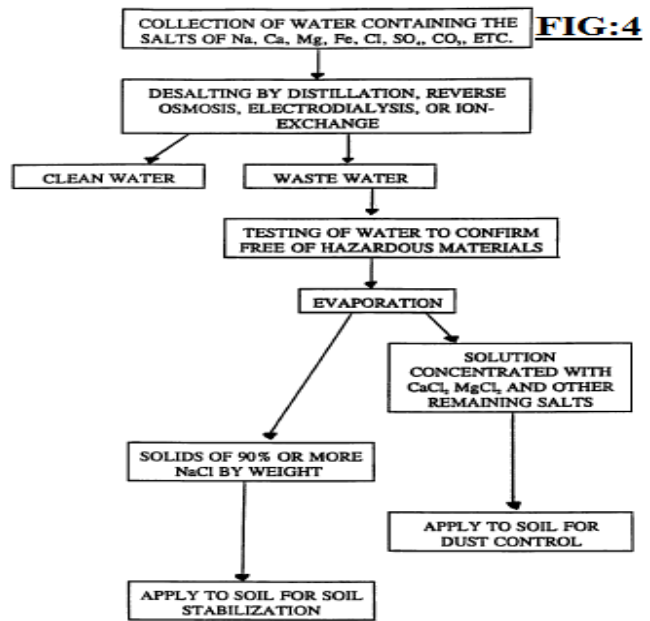 COLLECTION OF WATER CONTAINING THE
SALTS OF Na, Ca, Mg, Fe, Cl, SO₄, CO₃, ETC.
FIG:4
DESALTING BY DISTILLATION, REVERSE
OSMOSIS, ELECTRODIALYSIS, OR ION-
EXCHANGE
CLEAN WATER
WASTE WATER
TESTING OF WATER TO CONFIRM
FREE OF HAZARDOUS MATERIALS
EVAPORATION
SOLUTION
CONCENTRATED WITH
CaCl₂ MgCl₂ AND OTHER
REMAINING SALTS
SOLIDS OF 90% OR MORE
NaCl BY WEIGHT
APPLY TO SOIL FOR
DUST CONTROL
APPLY TO SOIL FOR SOIL
STABILIZATION